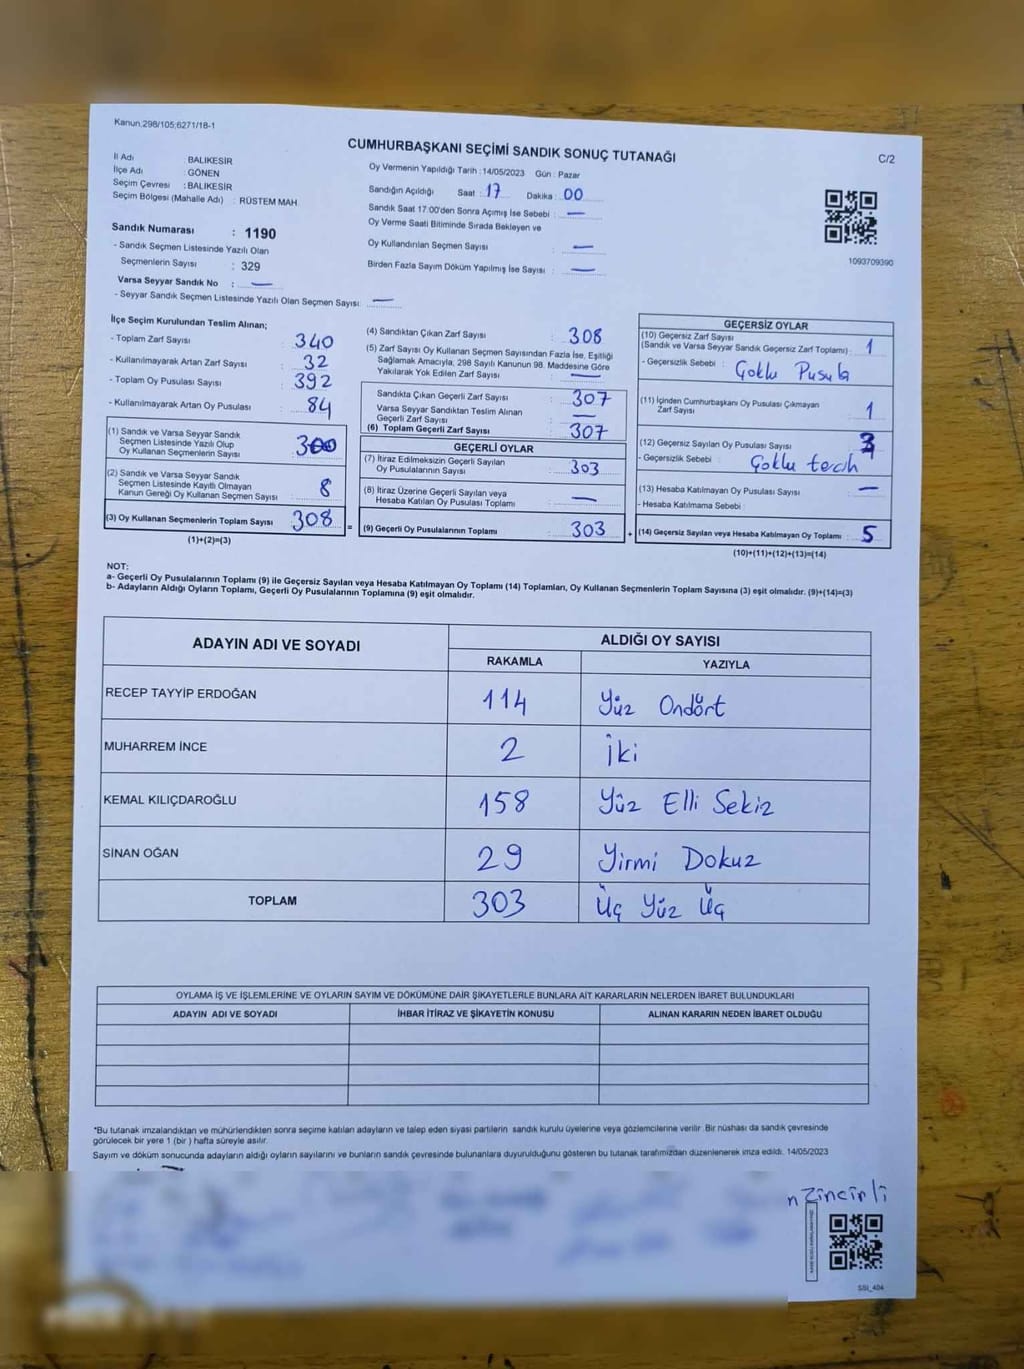 Kanun:298/105;6271/18-1
CUMHURBAŞKANI SEÇİMİ SANDIK SONUÇ TUTANAĞI
C/2
İl Adı : BALIKESİR
İlçe Adı : GÖNEN
Seçim Çevresi : BALIKESİR
Seçim Bölgesi (Mahalle Adı) : RÜSTEM MAH.
Sandık Numarası : 1190
- Sandık Seçmen Listesinde Yazılı Olan
Seçmenlerin Sayısı : 329
Varsa Seyyar Sandık No : —
- Seyyar Sandık Seçmen Listesinde Yazılı Olan Seçmen Sayısı: —
Oy Vermenin Yapıldığı Tarih : 14/05/2023 Gün : Pazar
Sandığın Açıldığı Saat : 17 Dakika : 00
Sandık Saat 17:00'den Sonra Açımış İse Sebebi : —
Oy Verme Saati Bitiminde Sırada Bekleyen ve
Oy Kullandırılan Seçmen Sayısı : —
Birden Fazla Sayım Döküm Yapılmış İse Sayısı : —
1093709390
İlçe Seçim Kurulundan Teslim Alınan;
- Toplam Zarf Sayısı : 340
- Kullanılmayarak Artan Zarf Sayısı : 32
- Toplam Oy Pusulası Sayısı : 392
- Kullanılmayarak Artan Oy Pusulası : 84
(1) Sandık ve Varsa Seyyar Sandık
Seçmen Listesinde Yazılı Olup
Oy Kullanan Seçmenlerin Sayısı : 300
(2) Sandık ve Varsa Seyyar Sandık
Seçmen Listesinde Kayıtlı Olmayan
Kanun Gereği Oy Kullanan Seçmen Sayısı : 8
(3) Oy Kullanan Seçmenlerin Toplam Sayısı : 308
(1)+(2)=(3)
(4) Sandıktan Çıkan Zarf Sayısı : 308
(5) Zarf Sayısı Oy Kullanan Seçmen Sayısından Fazla İse, Eşitliği
Sağlamak Amacıyla, 298 Sayılı Kanunun 98. Maddesine Göre
Yakılarak Yok Edilen Zarf Sayısı : —
Sandıkta Çıkan Geçerli Zarf Sayısı : 307
Varsa Seyyar Sandıktan Teslim Alınan
Geçerli Zarf Sayısı : —
(6) Toplam Geçerli Zarf Sayısı : 307
GEÇERLİ OYLAR
(7) İtiraz Edilmeksizin Geçerli Sayılan
Oy Pusulalarının Sayısı : 303
(8) İtiraz Üzerine Geçerli Sayılan veya
Hesaba Katılan Oy Pusulası Toplamı : —
= (9) Geçerli Oy Pusulalarının Toplamı : 303
GEÇERSİZ OYLAR
(10) Geçersiz Zarf Sayısı
(Sandık ve Varsa Seyyar Sandık Geçersiz Zarf Toplamı) : 1
- Geçersizlik Sebebi : Çoklu Pusula
(11) İçinden Cumhurbaşkanı Oy Pusulası Çıkmayan
Zarf Sayısı : 1
(12) Geçersiz Sayılan Oy Pusulası Sayısı : 3
- Geçersizlik Sebebi : Çoklu tercih
(13) Hesaba Katılmayan Oy Pusulası Sayısı : —
- Hesaba Katılmama Sebebi :
+ (14) Geçersiz Sayılan veya Hesaba Katılmayan Oy Toplamı : 5
(10)+(11)+(12)+(13)=(14)
NOT:
a- Geçerli Oy Pusulalarının Toplamı (9) ile Geçersiz Sayılan veya Hesaba Katılmayan Oy Toplamı (14) Toplamları, Oy Kullanan Seçmenlerin Toplam Sayısına (3) eşit olmalıdır. (9)+(14)=(3)
b- Adayların Aldığı Oyların Toplamı, Geçerli Oy Pusulalarının Toplamına (9) eşit olmalıdır.
ADAYIN ADI VE SOYADI
ALDIĞI OY SAYISI
RAKAMLA YAZIYLA
RECEP TAYYİP ERDOĞAN 114 Yüz Ondört
MUHARREM İNCE 2 İki
KEMAL KILIÇDAROĞLU 158 Yüz Elli Sekiz
SİNAN OĞAN 29 Yirmi Dokuz
TOPLAM 303 Üç Yüz Üç
OYLAMA İŞ VE İŞLEMLERİNE VE OYLARIN SAYIM VE DÖKÜMÜNE DAİR ŞİKAYETLERLE BUNLARA AİT KARARLARIN NELERDEN İBARET BULUNDUKLARI
ADAYIN ADI VE SOYADI İHBAR İTİRAZ VE ŞİKAYETİN KONUSU ALINAN KARARIN NEDEN İBARET OLDUĞU
*Bu tutanak imzalandıktan ve mühürlendikten sonra seçime katılan adayların ve talep eden siyasi partilerin sandık kurulu üyelerine veya gözlemcilerine verilir. Bir nüshası da sandık çevresinde
görülecek bir yere 1 (bir ) hafta süreyle asılır.
Sayım ve döküm sonucunda adayların aldığı oyların sayılarını ve bunların sandık çevresinde bulunanlara duyurulduğunu gösteren bu tutanak tarafımızdan düzenlenerek imza edildi. 14/05/2023
n Zincirli
SSI_404